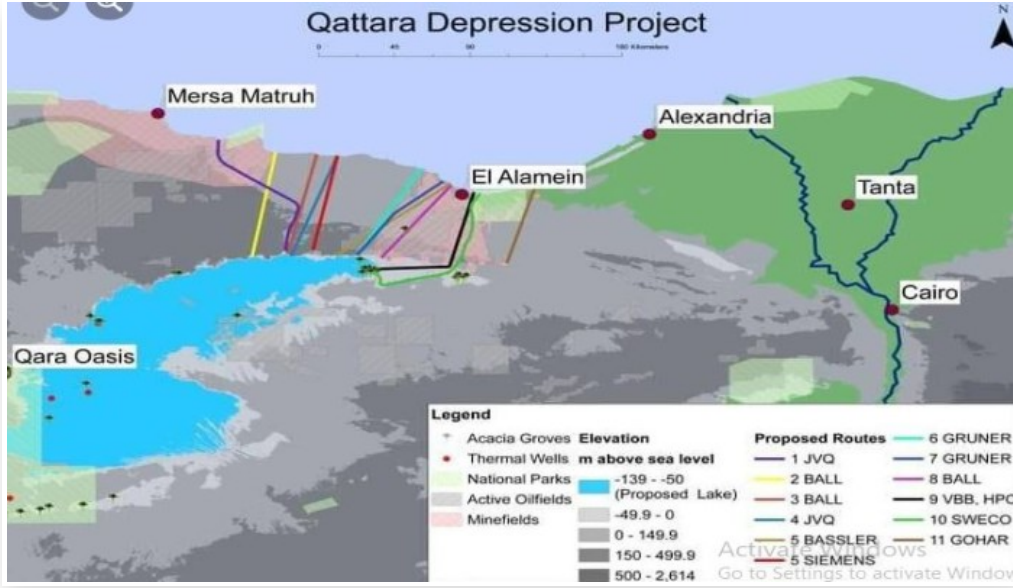 Qattara Depression Project
N
0 45 90 180 Kilometers
Mersa Matruh
Alexandria
El Alamein
Tanta
Cairo
Qara Oasis
Legend
Acacia Groves
Thermal Wells
National Parks
Active Oilfields
Minefields
Elevation
m above sea level
-139 - -50
(Proposed Lake)
-49.9 - 0
0 - 149.9
150 - 499.9
500 - 2,614
Proposed Routes
1 JVQ
2 BALL
3 BALL
4 JVQ
5 BASSLER
5 SIEMENS
6 GRUNER
7 GRUNER
8 BALL
9 VBB, HPC
10 SWECO
11 GOHAR
Activate Windows
Go to Settings to activate Window